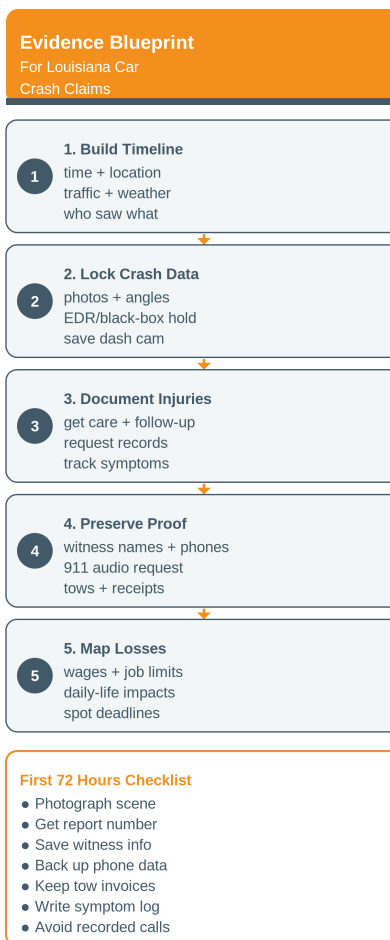 Evidence Blueprint
For Louisiana Car
Crash Claims
1
1. Build Timeline
time + location
traffic + weather
who saw what
2
2. Lock Crash Data
photos + angles
EDR/black-box hold
save dash cam
3
3. Document Injuries
get care + follow-up
request records
track symptoms
4
4. Preserve Proof
witness names + phones
911 audio request
tows + receipts
5
5. Map Losses
wages + job limits
daily-life impacts
spot deadlines
First 72 Hours Checklist
● Photograph scene
● Get report number
● Save witness info
● Back up phone data
● Keep tow invoices
● Write symptom log
● Avoid recorded calls